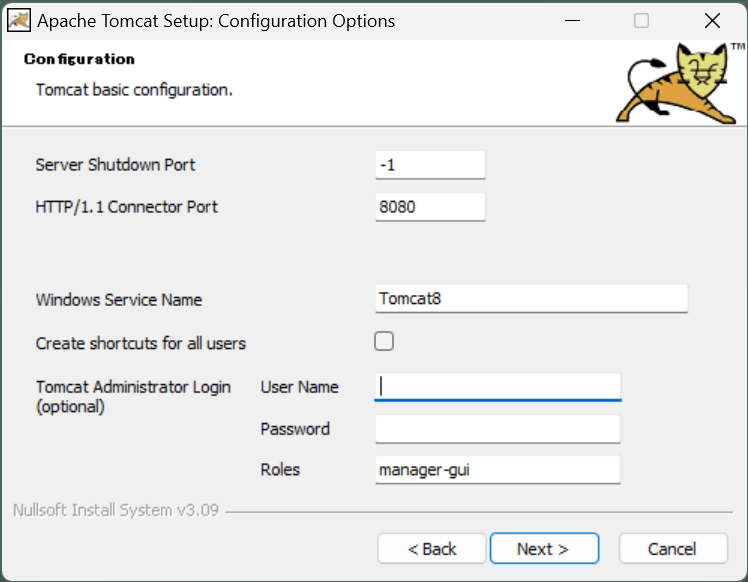 Apache Tomcat Setup: Configuration Options
Configuration
Tomcat basic configuration.
TM
Server Shutdown Port -1
HTTP/1.1 Connector Port 8080
Windows Service Name Tomcat8
Create shortcuts for all users
Tomcat Administrator Login User Name
(optional)
Password
Roles manager-gui
Nullsoft Install System v3.09
< Back Next > Cancel